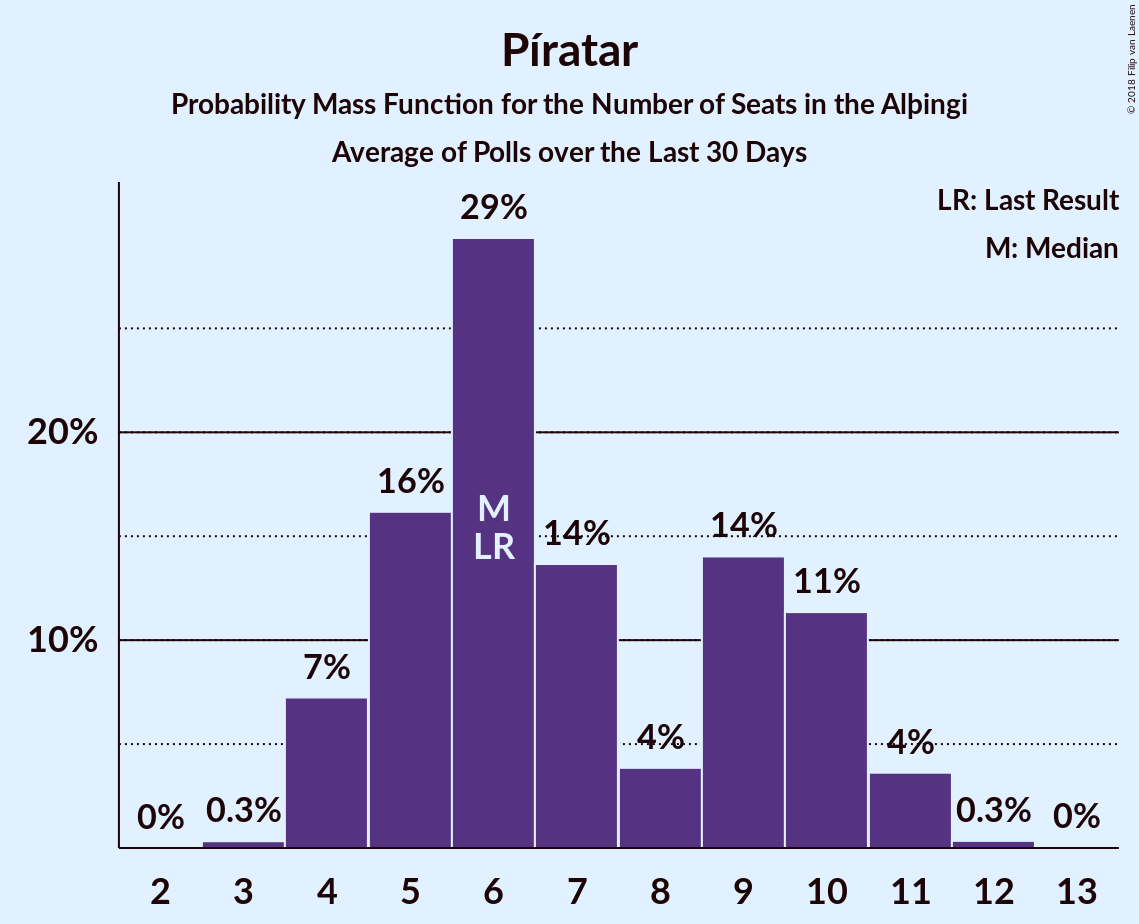 Píratar
Probability Mass Function for the Number of Seats in the Alþingi
Average of Polls over the Last 30 Days
© 2018 Filip van Laenen
LR: Last Result
M: Median
29%
20%
16%
M
LR
14%
14%
11%
10%
7%
4%
4%
0%
0.3%
0.3%
0%
2 3 4 5 6 7 8 9 10 11 12 13